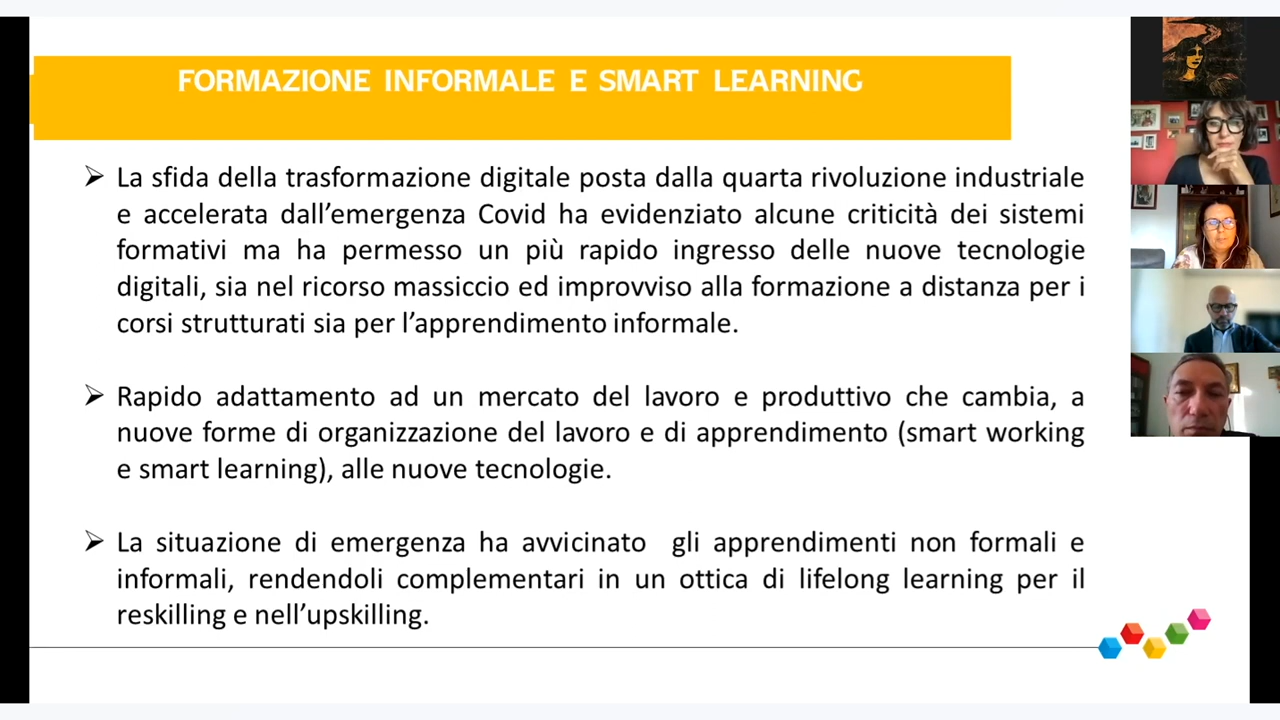 FORMAZIONE INFORMALE E SMART LEARNING
La sfida della trasformazione digitale posta dalla quarta rivoluzione industriale
e accelerata dall’emergenza Covid ha evidenziato alcune criticità dei sistemi
formativi ma ha permesso un più rapido ingresso delle nuove tecnologie
digitali, sia nel ricorso massiccio ed improvviso alla formazione a distanza per i
corsi strutturati sia per l’apprendimento informale.
Rapido adattamento ad un mercato del lavoro e produttivo che cambia, a
nuove forme di organizzazione del lavoro e di apprendimento (smart working
e smart learning), alle nuove tecnologie.
La situazione di emergenza ha avvicinato gli apprendimenti non formali e
informali, rendendoli complementari in un ottica di lifelong learning per il
reskilling e nell’upskilling.